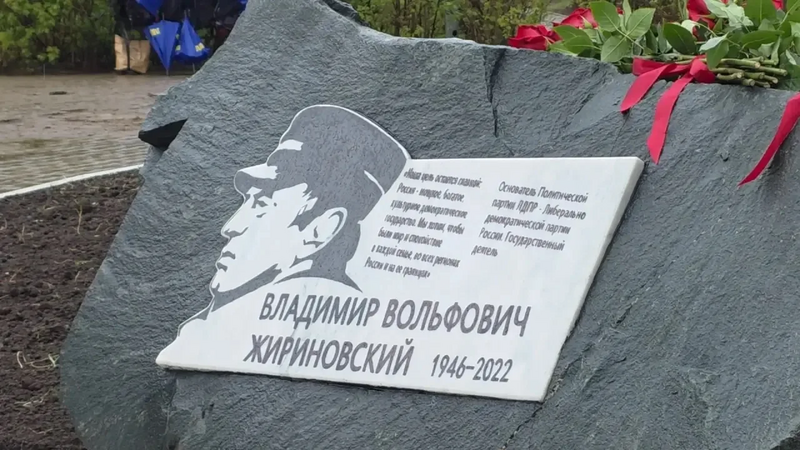 «Наша цель остается главной:
Россия - мощное, богатое,
культурное демократическое
государство. Мы хотим, чтобы
были мир и спокойствие
в каждой семье, во всех регионах
России и на ее границах»
Основатель Политической
партии ЛДПР - Либерально
демократической партии
России. Государственный
деятель
ВЛАДИМИР ВОЛЬФОВИЧ
ЖИРИНОВСКИЙ 1946-2022